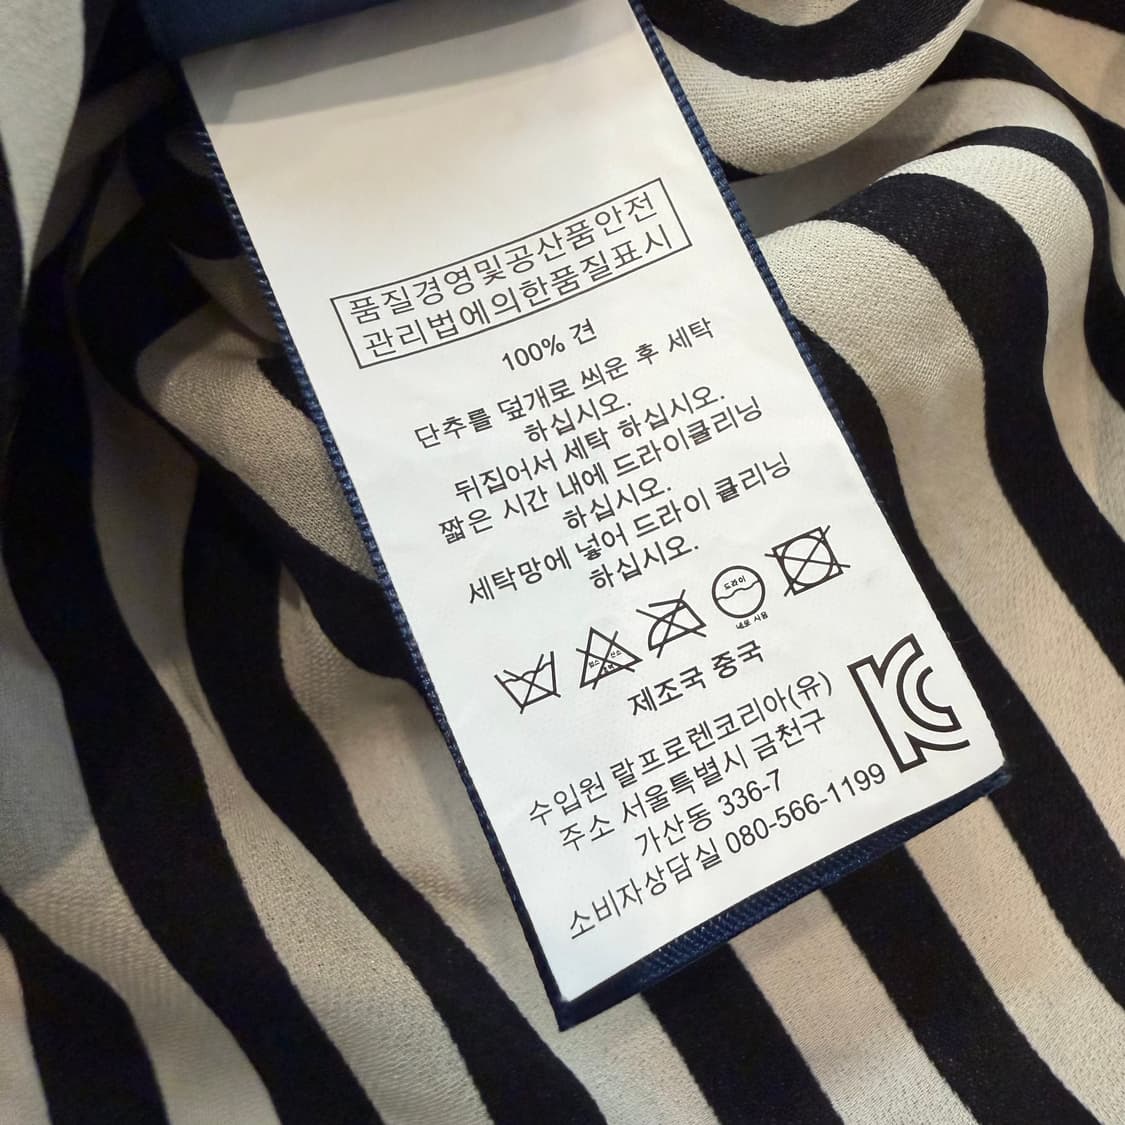 품질경영및공산품안전
관리법에의한품질표시
100% 견
단추를 덮개로 씌운 후 세탁
하십시오.
뒤집어서 세탁 하십시오.
짧은 시간 내에 드라이클리닝
하십시오.
세탁망에 넣어 드라이 클리닝
하십시오.
드라이
제조국 중국
수입원 랄프로렌코리아(유)
주소 서울특별시 금천구
가산동 336-7
소비자상담실 080-566-1199